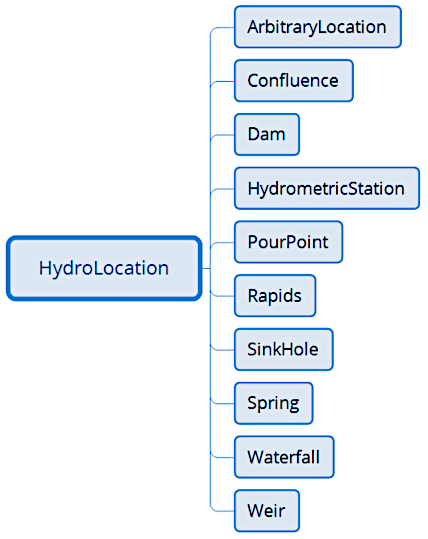 ArbitraryLocation
Confluence
Dam
HydrometricStation
PourPoint
HydroLocation
Rapids
SinkHole
Spring
Waterfall
Weir